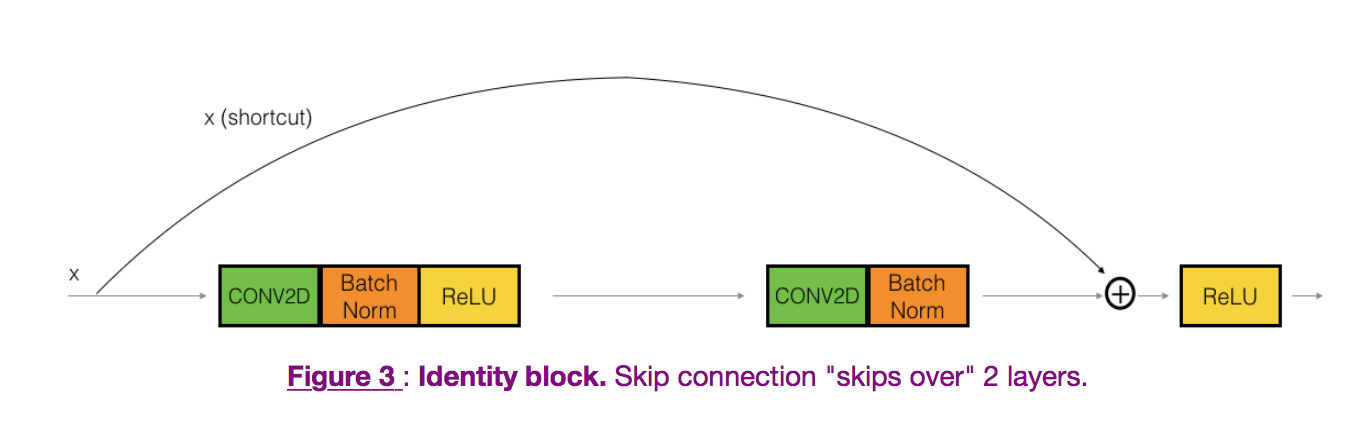 x (shortcut)
x
CONV2D
Batch
Norm
ReLU
CONV2D
Batch
Norm
ReLU
Figure 3 : Identity block. Skip connection "skips over" 2 layers.